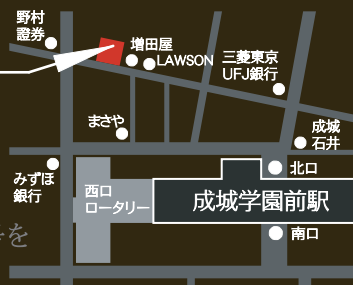 野村
證券
増田屋
LAWSON
三菱東京
UFJ銀行
まさや
成城
石井
みずほ
銀行
北口
西口
ロータリー
成城学園前駅
南口
を